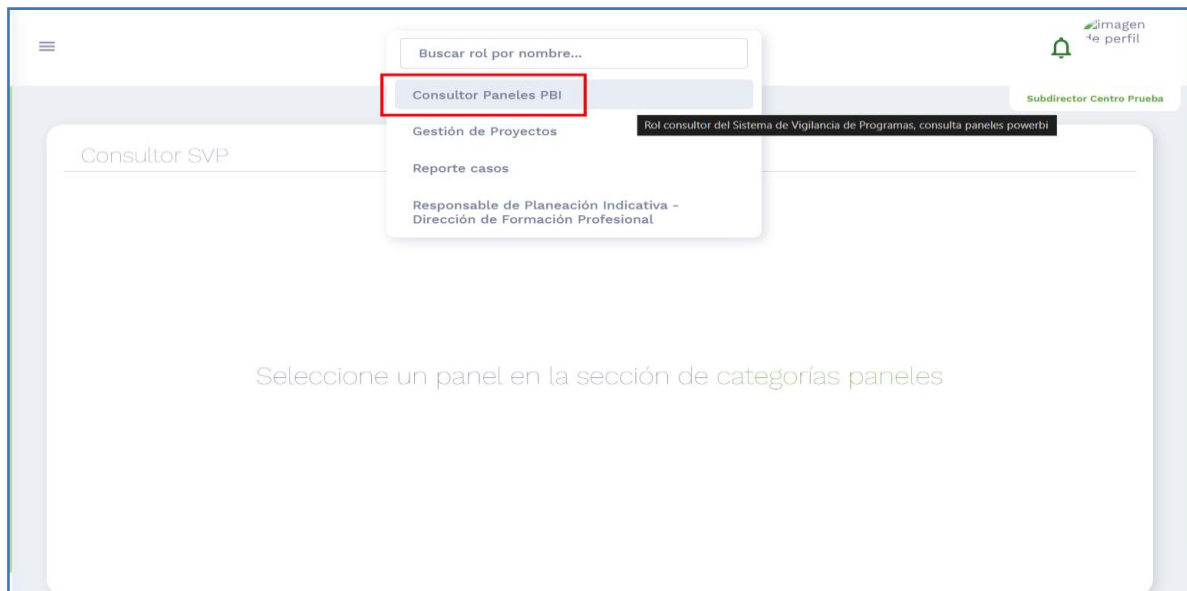 Buscar rol por nombre...
imagen
de perfil
Consultor Paneles PBI
Subdirector Centro Prueba
Gestión de Proyectos
Rol consultor del Sistema de Vigilancia de Programas, consulta paneles powerbi
Consultor SVP
Reporte casos
Responsable de Planeación Indicativa -
Dirección de Formación Profesional
Seleccione un panel en la sección de categorías paneles